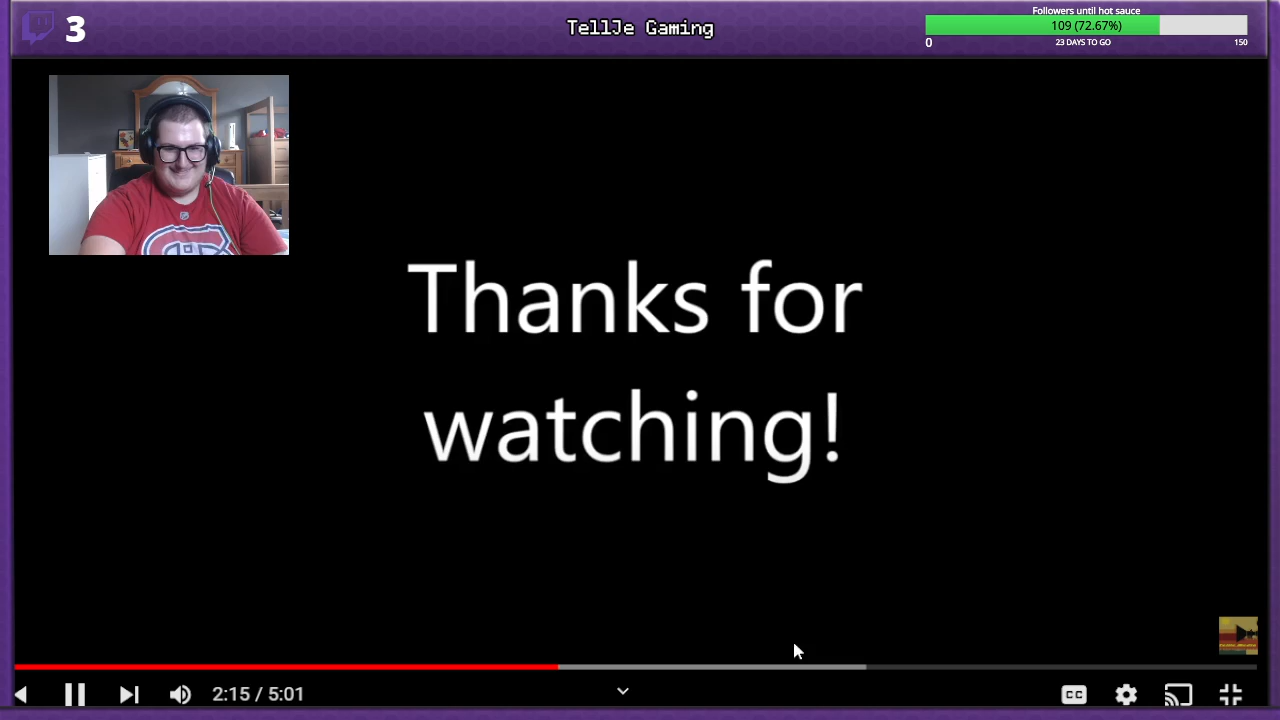 3
TellJe Gaming
Followers until hot sauce
109 (72.67%)
0
23 DAYS TO GO
150
Thanks for
watching!
2:15 / 5:01
CC